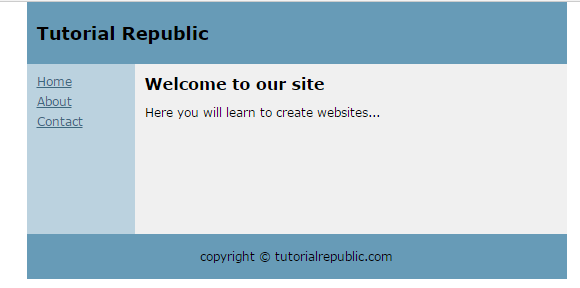 Tutorial Republic
Home
About
Contact
Welcome to our site
Here you will learn to create websites...
copyright © tutorialrepublic.com